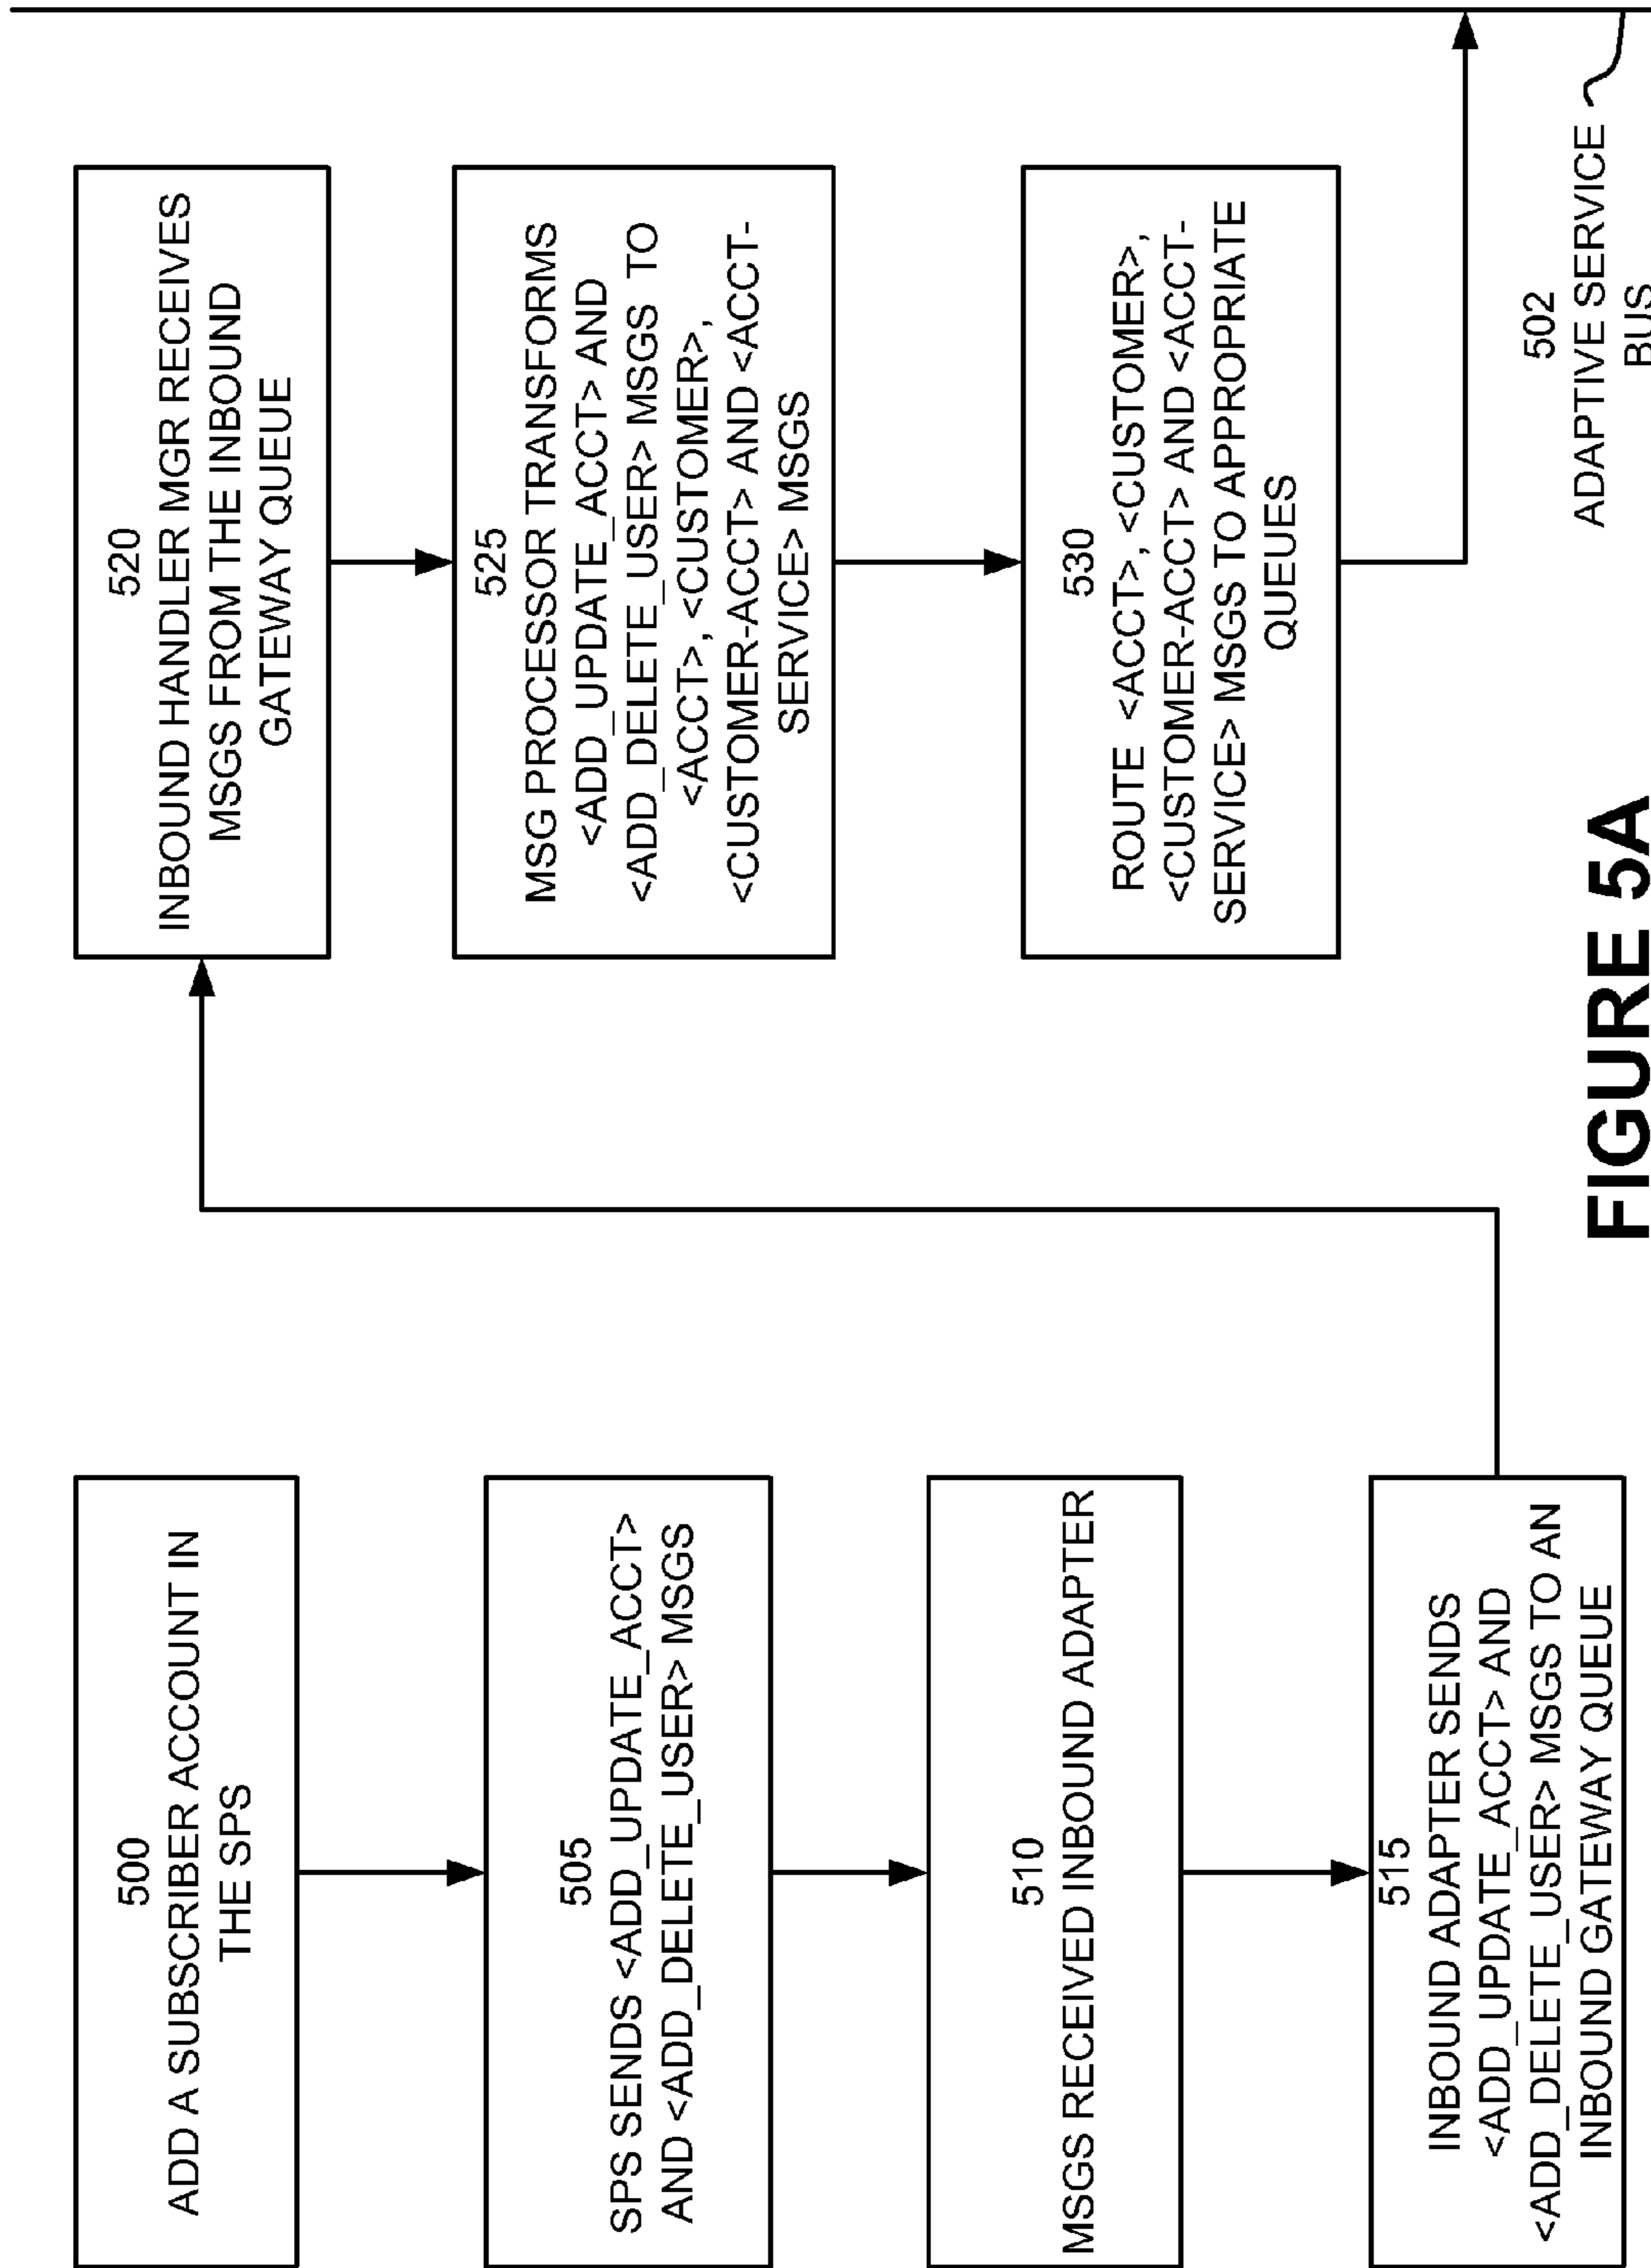 500
ADD A SUBSCRIBER ACCOUNT IN
THE SPS
505
SPS SENDS <ADD_UPDATE_ACCT>
AND <ADD_DELETE_USER> MSGS
510
MSGS RECEIVED INBOUND ADAPTER
515
INBOUND ADAPTER SENDS
<ADD_UPDATE_ACCT> AND
<ADD_DELETE_USER> MSGS TO AN
INBOUND GATEWAY QUEUE
520
INBOUND HANDLER MGR RECEIVES
MSGS FROM THE INBOUND
GATEWAY QUEUE
525
MSG PROCESSOR TRANSFORMS
<ADD_UPDATE_ACCT> AND
<ADD_DELETE_USER> MSGS TO
<ACCT>, <CUSTOMER>,
<CUSTOMER-ACCT> AND <ACCT-
SERVICE> MSGS
530
ROUTE <ACCT>, <CUSTOMER>,
<CUSTOMER-ACCT> AND <ACCT-
SERVICE> MSGS TO APPROPRIATE
QUEUES
502
ADAPTIVE SERVICE
BUS
FIGURE 5A